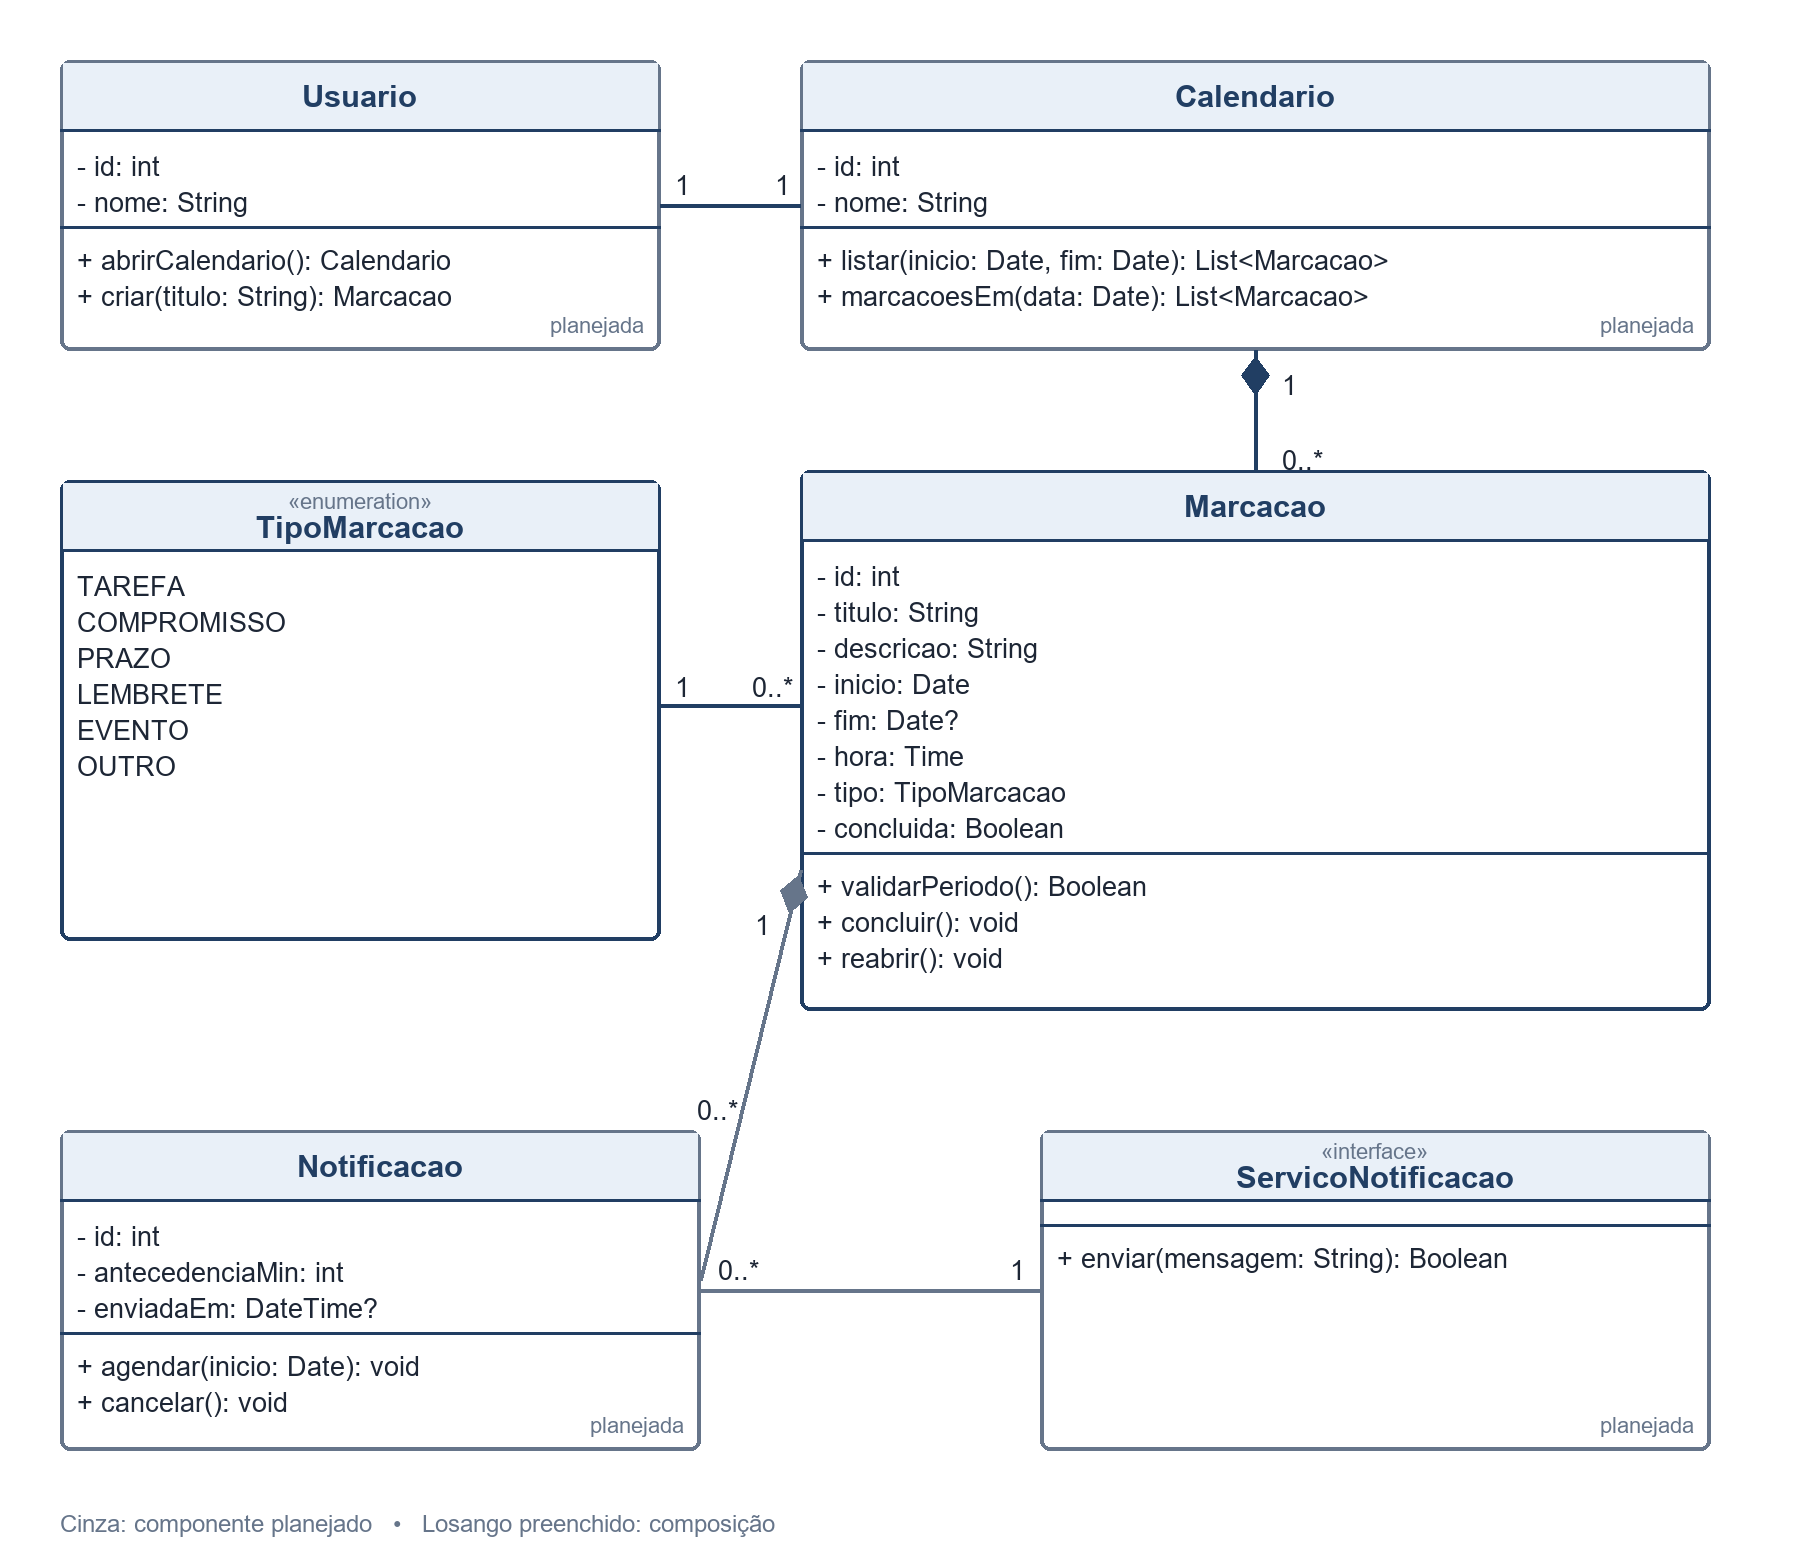 Usuario
- id: int
- nome: String
+ abrirCalendario(): Calendario
+ criar(titulo: String): Marcacao
planejada
1
1
Calendario
- id: int
- nome: String
+ listar(inicio: Date, fim: Date): List<Marcacao>
+ marcacoesEm(data: Date): List<Marcacao>
planejada
1
0..*
«enumeration»
TipoMarcacao
TAREFA
COMPROMISSO
PRAZO
LEMBRETE
EVENTO
OUTRO
1
0..*
Marcacao
- id: int
- titulo: String
- descricao: String
- inicio: Date
- fim: Date?
- hora: Time
- tipo: TipoMarcacao
- concluida: Boolean
+ validarPeriodo(): Boolean
+ concluir(): void
+ reabrir(): void
1
0..*
Notificacao
- id: int
- antecedenciaMin: int
- enviadaEm: DateTime?
+ agendar(inicio: Date): void
+ cancelar(): void
planejada
0..*
1
«interface»
ServicoNotificacao
+ enviar(mensagem: String): Boolean
planejada
Cinza: componente planejado • Losango preenchido: composição